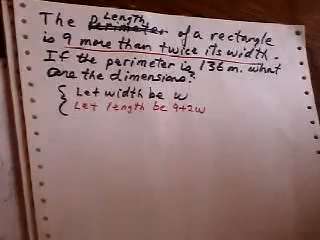 The Length of a rectangle
is 9 more than twice its width.
If the perimeter is 136 m. what
are the dimensions?
{ Let width be w
{ Let length be 9+2w